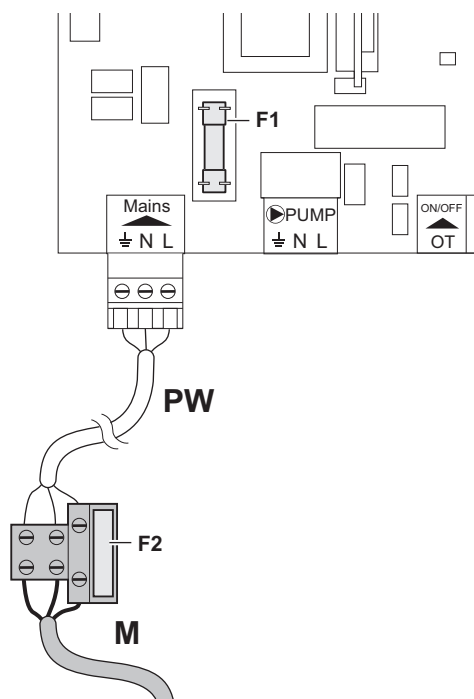 F1
Mains
⏚ N L
PUMP
⏚ N L
ON/OFF
OT
PW
F2
M